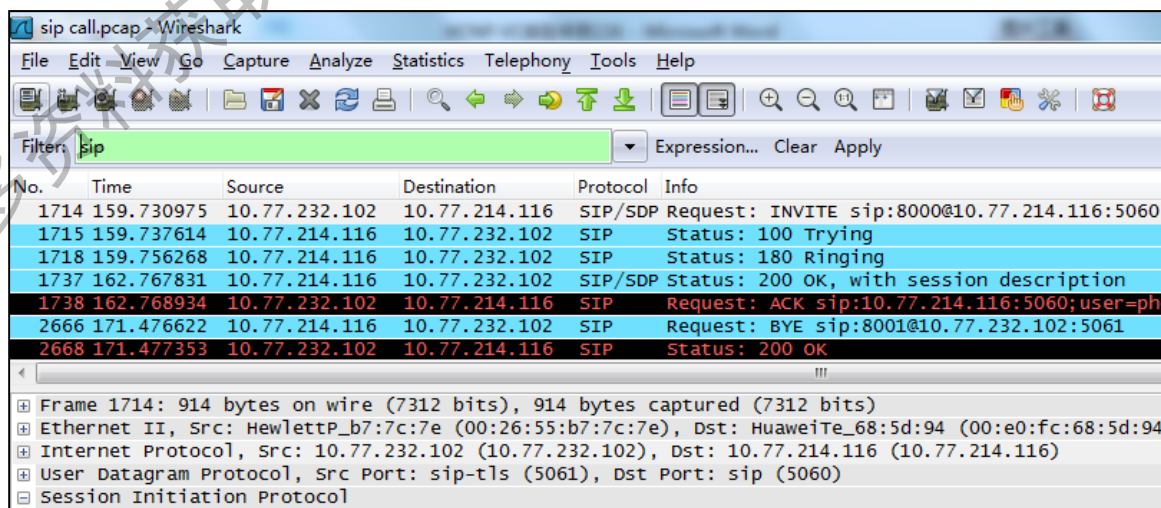 sip call.pcap - Wireshark
File Edit View Go Capture Analyze Statistics Telephony Tools Help
Filter: sip Expression... Clear Apply
No. Time Source Destination Protocol Info
1714 159.730975 10.77.232.102 10.77.214.116 SIP/SDP Request: INVITE sip:8000@10.77.214.116:5060
1715 159.737614 10.77.214.116 10.77.232.102 SIP Status: 100 Trying
1718 159.756268 10.77.214.116 10.77.232.102 SIP Status: 180 Ringing
1737 162.767831 10.77.214.116 10.77.232.102 SIP/SDP Status: 200 OK, with session description
1738 162.768934 10.77.232.102 10.77.214.116 SIP Request: ACK sip:10.77.214.116:5060;user=ph
2666 171.476622 10.77.214.116 10.77.232.102 SIP Request: BYE sip:8001@10.77.232.102:5061
2668 171.477353 10.77.232.102 10.77.214.116 SIP Status: 200 OK
Frame 1714: 914 bytes on wire (7312 bits), 914 bytes captured (7312 bits)
Ethernet II, Src: HewlettP_b7:7c:7e (00:26:55:b7:7c:7e), Dst: HuaweiTe_68:5d:94 (00:e0:fc:68:5d:94
Internet Protocol, Src: 10.77.232.102 (10.77.232.102), Dst: 10.77.214.116 (10.77.214.116)
User Datagram Protocol, Src Port: sip-tls (5061), Dst Port: sip (5060)
Session Initiation Protocol
多资料获取